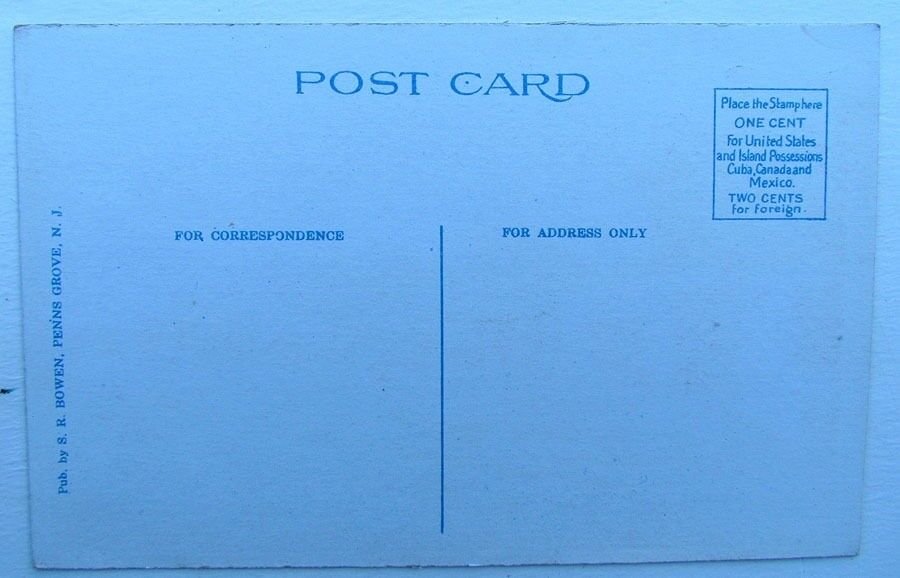 POST CARD
Place the Stamp here
ONE CENT
For United States
and Island Possessions
Cuba, Canada and
Mexico.
TWO CENTS
for foreign.
FOR CORRESPONDENCE
FOR ADDRESS ONLY
Pub. by S. R. BOWEN, PENNS GROVE, N. J.